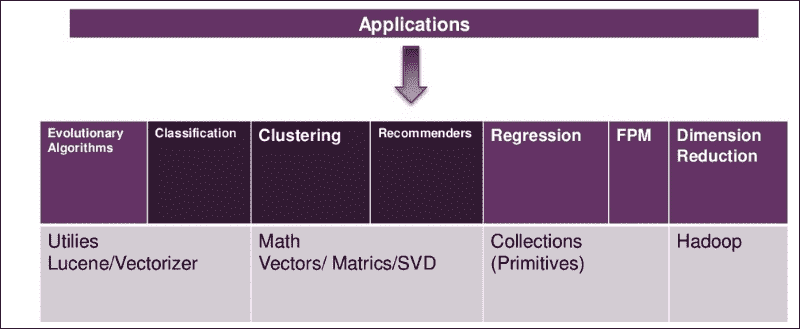 Applications
Evolutionary
Algorithms
Classification
Clustering
Recommenders
Regression
FPM
Dimension
Reduction
Utilies
Lucene/Vectorizer
Math
Vectors/ Matrics/SVD
Collections
(Primitives)
Hadoop